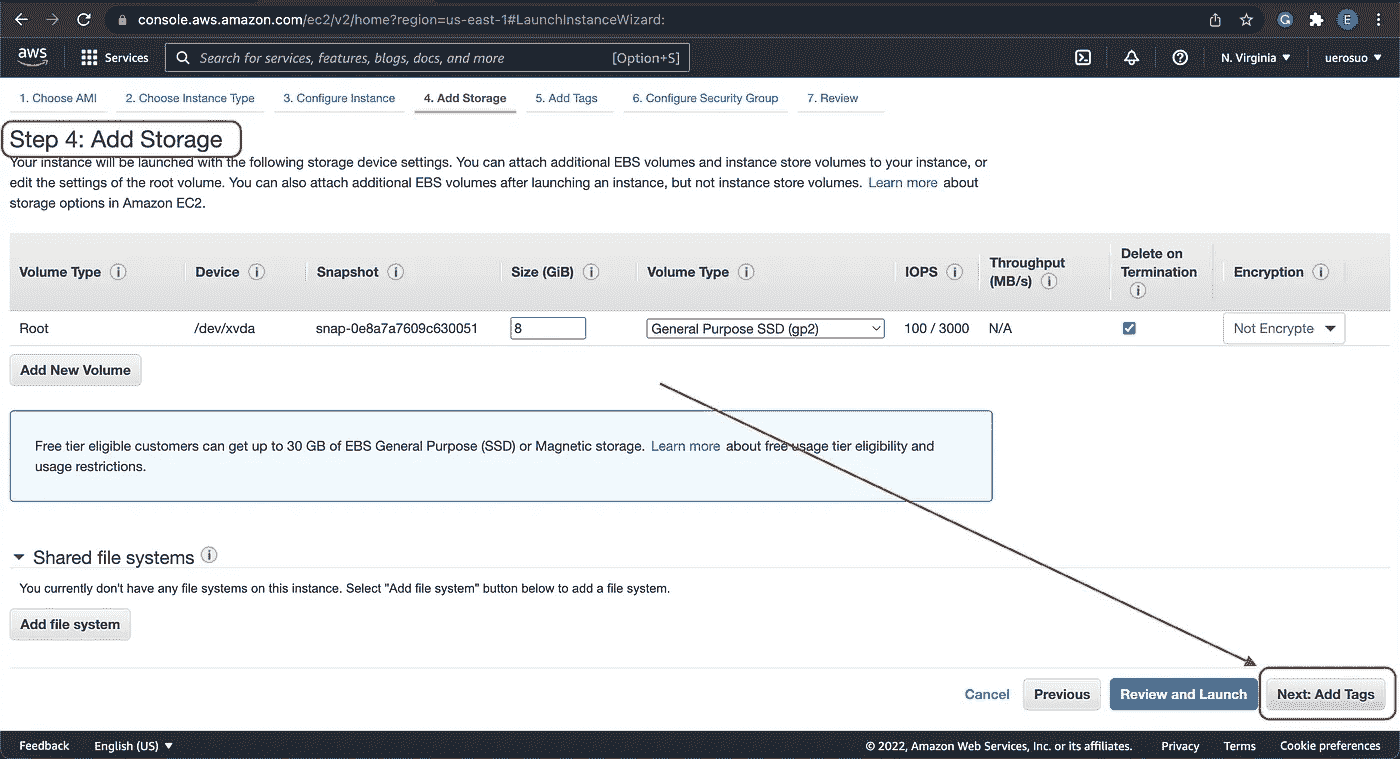 console.aws.amazon.com/ec2/v2/home?region=us-east-1#LaunchInstanceWizard:
G
E
aws
Services
Search for services, features, blogs, docs, and more [Option+S]
N. Virginia
uerosuo
1. Choose AMI 2. Choose Instance Type 3. Configure Instance 4. Add Storage 5. Add Tags 6. Configure Security Group 7. Review
Step 4: Add Storage
Your instance will be launched with the following storage device settings. You can attach additional EBS volumes and instance store volumes to your instance, or
edit the settings of the root volume. You can also attach additional EBS volumes after launching an instance, but not instance store volumes. Learn more about
storage options in Amazon EC2.
Volume Type Device Snapshot Size (GiB) Volume Type IOPS Throughput (MB/s) Delete on Termination Encryption
Root /dev/xvda snap-0e8a7a7609c630051 8 General Purpose SSD (gp2) 100 / 3000 N/A Not Encrypte
Add New Volume
Free tier eligible customers can get up to 30 GB of EBS General Purpose (SSD) or Magnetic storage. Learn more about free usage tier eligibility and
usage restrictions.
Shared file systems
You currently don't have any file systems on this instance. Select "Add file system" button below to add a file system.
Add file system
Cancel Previous Review and Launch Next: Add Tags
Feedback English (US) © 2022, Amazon Web Services, Inc. or its affiliates. Privacy Terms Cookie preferences